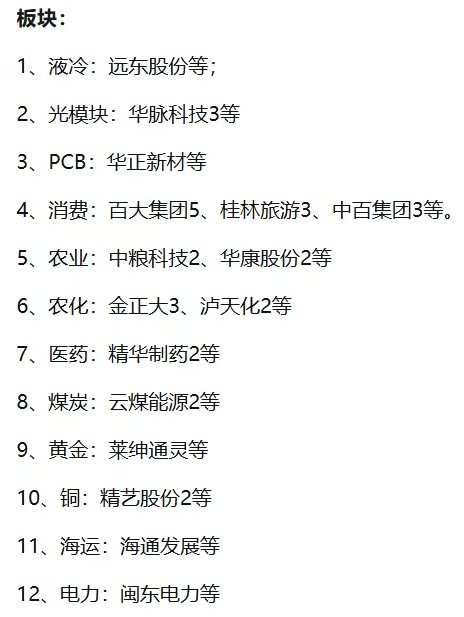 板块：
1、液冷：远东股份等；
2、光模块：华脉科技3等
3、PCB：华正新材等
4、消费：百大集团5、桂林旅游3、中百集团3等。
5、农业：中粮科技2、华康股份2等
6、农化：金正大3、泸天化2等
7、医药：精华制药2等
8、煤炭：云煤能源2等
9、黄金：莱绅通灵等
10、铜：精艺股份2等
11、海运：海通发展等
12、电力：闽东电力等